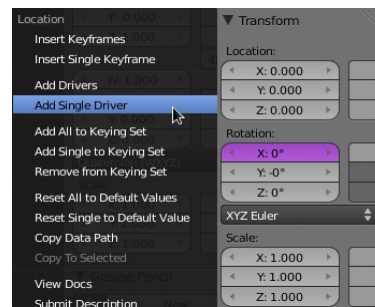 Location
Insert Keyframes
Insert Single Keyframe
Add Drivers
Add Single Driver
Add All to Keying Set
Add Single to Keying Set
Remove from Keying Set
Reset All to Default Values
Reset Single to Default Value
Copy Data Path
Copy To Selected
View Docs
Submit Description
Grease Pencil
New
Transform
Location:
X: 0.000
Y: 0.000
Z: 0.000
Rotation:
X: 0°
Y: -0°
Z: 0°
XYZ Euler
Scale:
X: 1.000
Y: 1.000
Z: 1.000